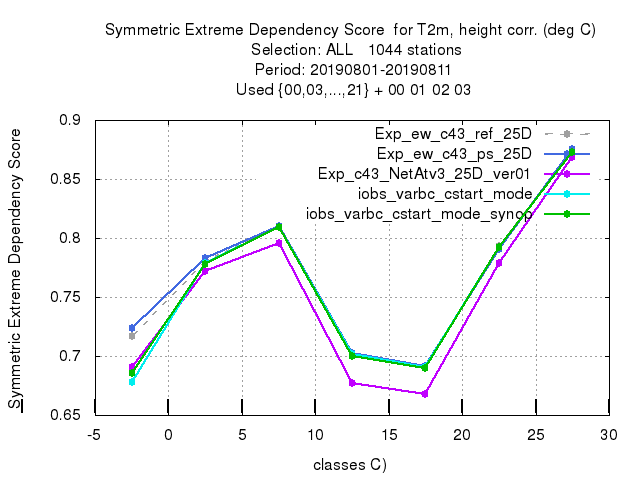 Symmetric Extreme Dependency Score for T2m, height corr. (deg C)
Selection: ALL 1044 stations
Period: 20190801-20190811
Used {00,03,...,21} + 00 01 02 03
Symmetric Extreme Dependency Score
0.9
0.85
0.8
0.75
0.7
0.65
Exp_ew_c43_ref_25D
Exp_ew_c43_ps_25D
Exp_c43_NetAtv3_25D_ver01
iobs_varbc_cstart_mode
iobs_varbc_cstart_mode_synop
-5 0 5 10 15 20 25 30
classes C)